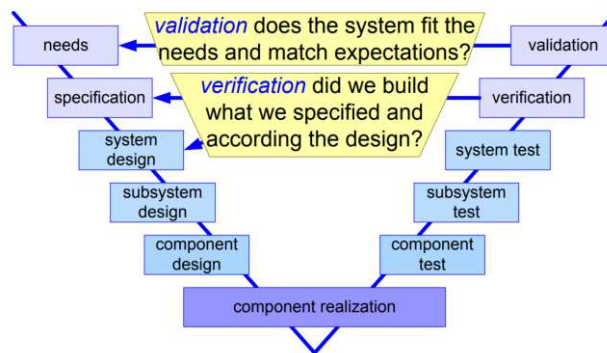 validation does the system fit the
needs and match expectations?
needs
validation
verification did we build
what we specified and
according the design?
specification
verification
system
design
system test
subsystem
design
subsystem
test
component
design
component
test
component realization